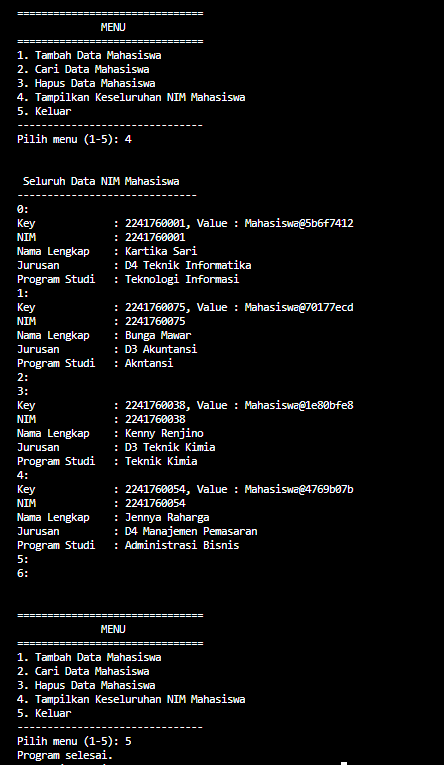 ===============================
MENU
===============================
1. Tambah Data Mahasiswa
2. Cari Data Mahasiswa
3. Hapus Data Mahasiswa
4. Tampilkan Keseluruhan NIM Mahasiswa
5. Keluar
-------------------------------
Pilih menu (1-5): 4
Seluruh Data NIM Mahasiswa
------------------------------
0:
Key : 2241760001, Value : Mahasiswa@5b6f7412
NIM : 2241760001
Nama Lengkap : Kartika Sari
Jurusan : D4 Teknik Informatika
Program Studi : Teknologi Informasi
1:
Key : 2241760075, Value : Mahasiswa@70177ecd
NIM : 2241760075
Nama Lengkap : Bunga Mawar
Jurusan : D3 Akuntansi
Program Studi : Akntansi
2:
3:
Key : 2241760038, Value : Mahasiswa@1e80bfe8
NIM : 2241760038
Nama Lengkap : Kenny Renjino
Jurusan : D3 Teknik Kimia
Program Studi : Teknik Kimia
4:
Key : 2241760054, Value : Mahasiswa@4769b07b
NIM : 2241760054
Nama Lengkap : Jennya Raharga
Jurusan : D4 Manajemen Pemasaran
Program Studi : Administrasi Bisnis
5:
6:
===============================
MENU
===============================
1. Tambah Data Mahasiswa
2. Cari Data Mahasiswa
3. Hapus Data Mahasiswa
4. Tampilkan Keseluruhan NIM Mahasiswa
5. Keluar
-------------------------------
Pilih menu (1-5): 5
Program selesai.